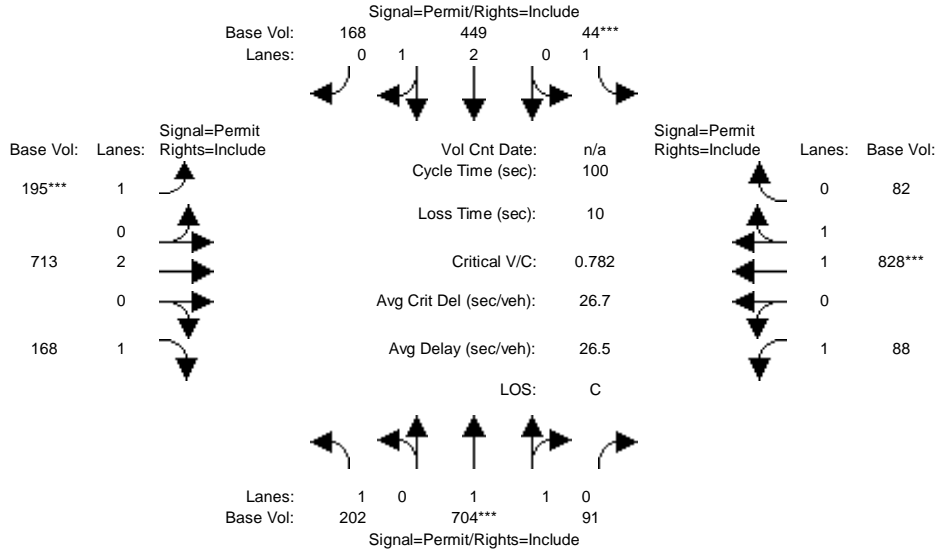 Signal=Permit/Rights=Include
Base Vol: 168 449 44***
Lanes: 0 1 2 0 1
Signal=Permit Signal=Permit
Base Vol: Lanes: Rights=Include Vol Cnt Date: n/a Rights=Include Lanes: Base Vol:
Cycle Time (sec): 100
195*** 1 0 82
Loss Time (sec): 10
0 1
713 2 Critical V/C: 0.782 1 828***
0 Avg Crit Del (sec/veh): 26.7 0
168 1 Avg Delay (sec/veh): 26.5 1 88
LOS: C
Lanes: 1 0 1 1 0
Base Vol: 202 704*** 91
Signal=Permit/Rights=Include